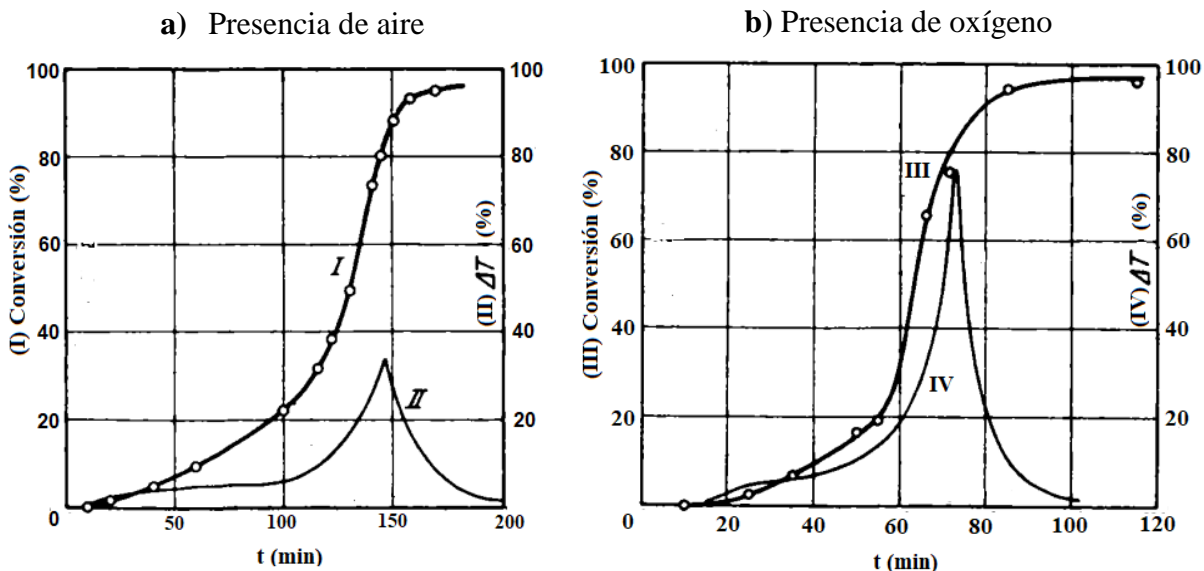 a) Presencia de aire
100
80
60
40
20
0
50
100
150
200
100
80
60
40
20
(I) Conversión (%)
(II) ΔT (%)
I
II
t (min)
b) Presencia de oxígeno
100
80
60
40
20
0
20
40
60
80
100
120
100
80
60
40
20
(III) Conversión (%)
(IV) ΔT (%)
III
IV
t (min)